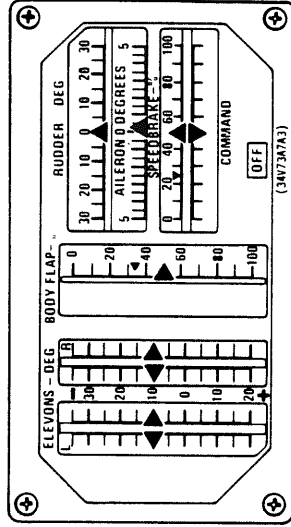 ELEVONS - DEG
L R
-
30
20
10
0
10
20
+
BODY FLAP-%
0
20
40
60
80
100
RUDDER DEG
30 20 10 0 10 20 30
AILERON 0 DEGREES
5 5
SPEEDBRAKE-%
0 20 40 60 80 100
COMMAND
OFF
(34V73A7A3)